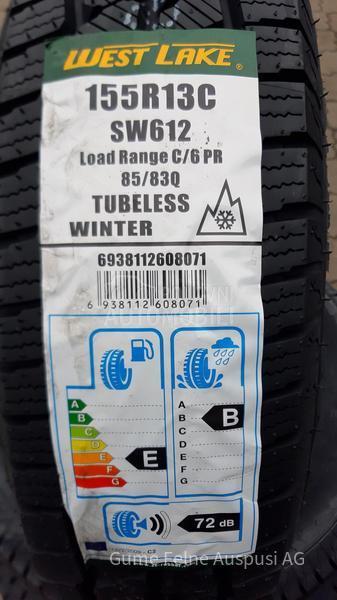 WEST LAKE®
155R13C
SW612
Load Range C/6 PR
85/83Q
TUBELESS
WINTER
6938112608071
6 938112 608071
A
B
C
D
E
F
G
E
A
B
C
D
E
F
G
B
72 dB
Gume Felne Auspusi AG